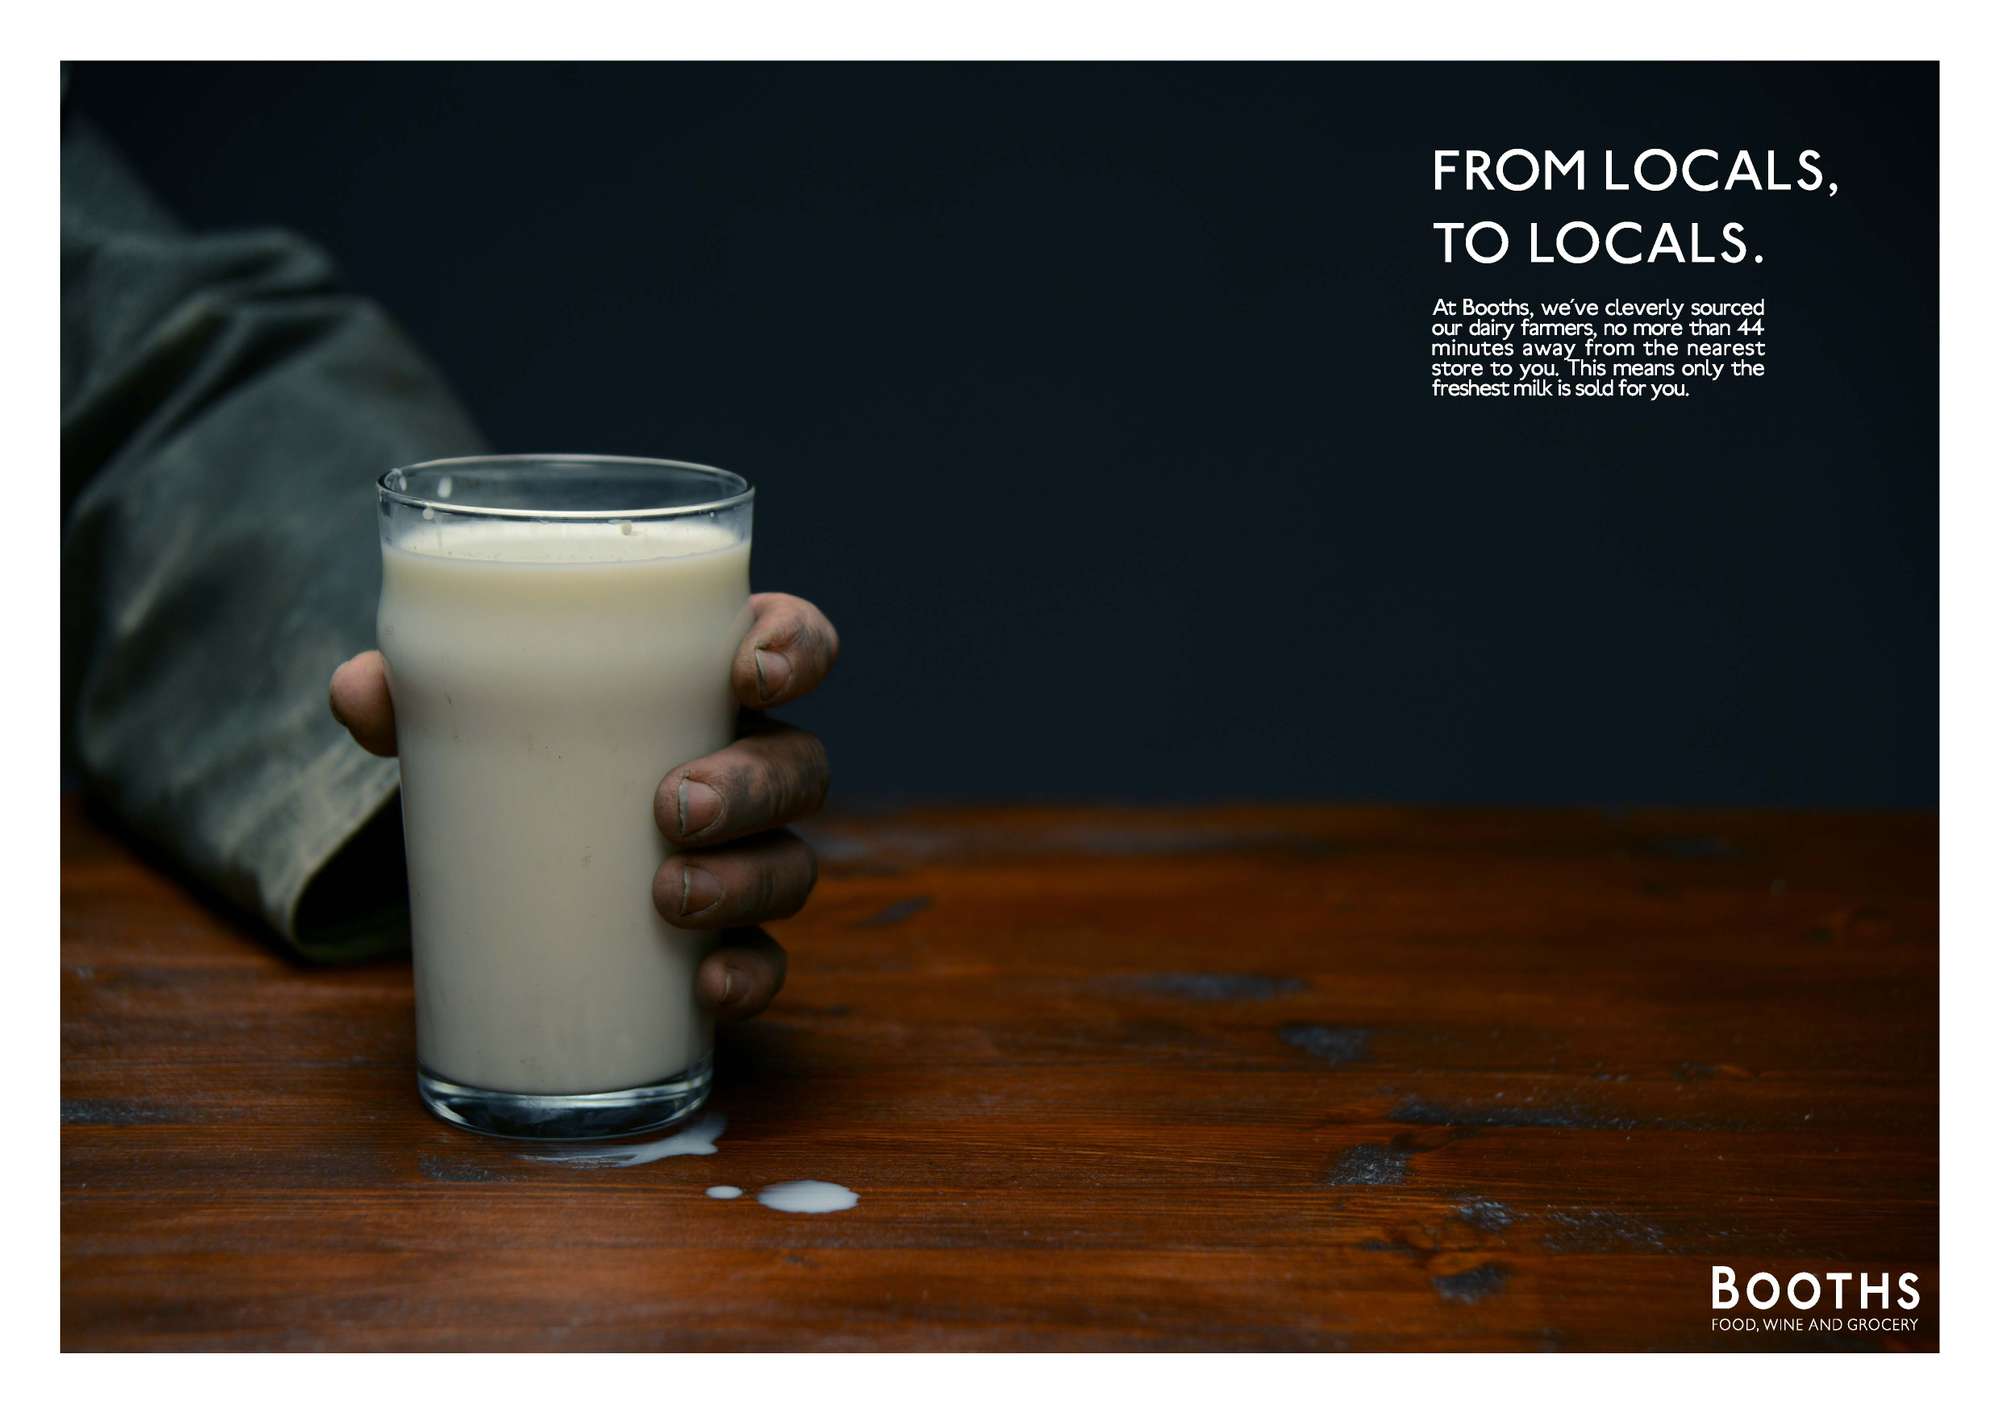 FROM LOCALS,
TO LOCALS.
At Booths, we've cleverly sourced
our dairy farmers, no more than 44
minutes away from the nearest
store to you. This means only the
freshest milk is sold for you.
BOOTHS
FOOD, WINE AND GROCERY